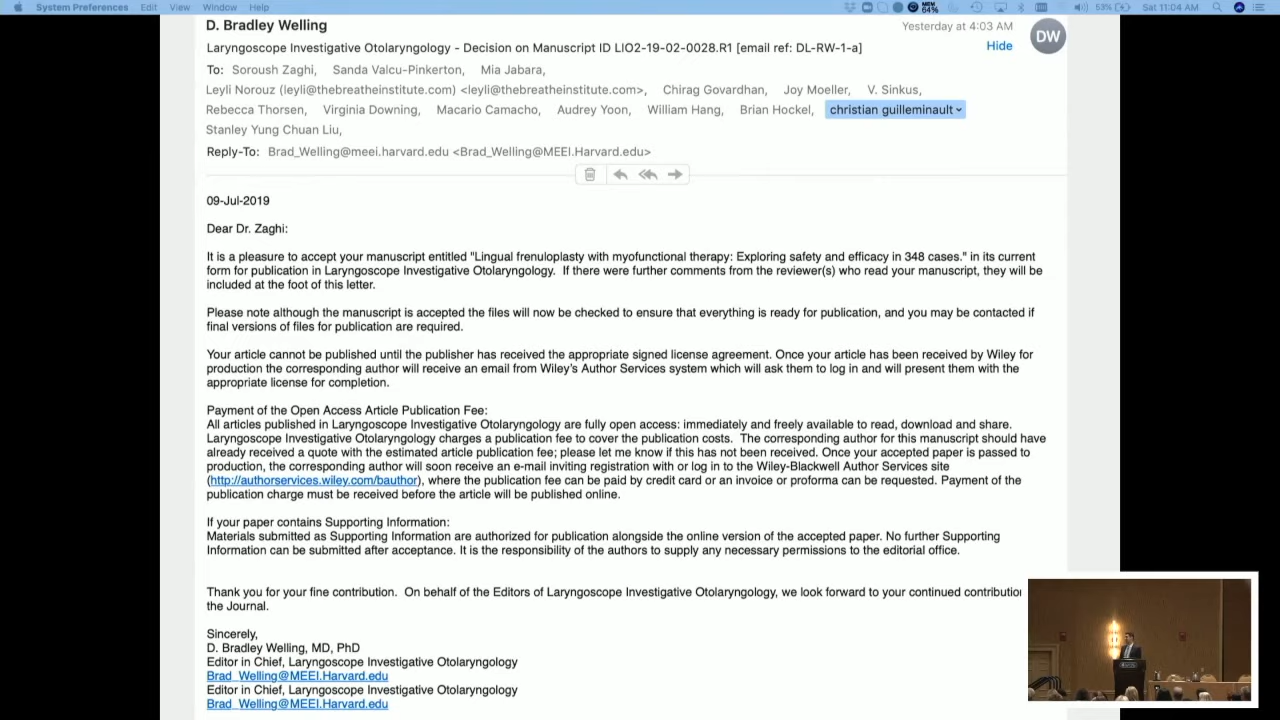 System Preferences Edit View Window Help
MEM 64% 53% Sat 11:04 AM
D. Bradley Welling
Yesterday at 4:03 AM
DW
Laryngoscope Investigative Otolaryngology - Decision on Manuscript ID LIO2-19-02-0028.R1 [email ref: DL-RW-1-a]
Hide
To: Soroush Zaghi, Sanda Valcu-Pinkerton, Mia Jabara,
Leyli Norouz (leyli@thebreatheinstitute.com) <leyli@thebreatheinstitute.com>, Chirag Govardhan, Joy Moeller, V. Sinkus,
Rebecca Thorsen, Virginia Downing, Macario Camacho, Audrey Yoon, William Hang, Brian Hockel, christian guilleminault
Stanley Yung Chuan Liu,
Reply-To: Brad_Welling@meei.harvard.edu <Brad_Welling@MEEI.Harvard.edu>
09-Jul-2019
Dear Dr. Zaghi:
It is a pleasure to accept your manuscript entitled "Lingual frenuloplasty with myofunctional therapy: Exploring safety and efficacy in 348 cases." in its current
form for publication in Laryngoscope Investigative Otolaryngology. If there were further comments from the reviewer(s) who read your manuscript, they will be
included at the foot of this letter.
Please note although the manuscript is accepted the files will now be checked to ensure that everything is ready for publication, and you may be contacted if
final versions of files for publication are required.
Your article cannot be published until the publisher has received the appropriate signed license agreement. Once your article has been received by Wiley for
production the corresponding author will receive an email from Wiley's Author Services system which will ask them to log in and will present them with the
appropriate license for completion.
Payment of the Open Access Article Publication Fee:
All articles published in Laryngoscope Investigative Otolaryngology are fully open access: immediately and freely available to read, download and share.
Laryngoscope Investigative Otolaryngology charges a publication fee to cover the publication costs. The corresponding author for this manuscript should have
already received a quote with the estimated article publication fee; please let me know if this has not been received. Once your accepted paper is passed to
production, the corresponding author will soon receive an e-mail inviting registration with or log in to the Wiley-Blackwell Author Services site
(http://authorservices.wiley.com/bauthor), where the publication fee can be paid by credit card or an invoice or proforma can be requested. Payment of the
publication charge must be received before the article will be published online.
If your paper contains Supporting Information:
Materials submitted as Supporting Information are authorized for publication alongside the online version of the accepted paper. No further Supporting
Information can be submitted after acceptance. It is the responsibility of the authors to supply any necessary permissions to the editorial office.
Thank you for your fine contribution. On behalf of the Editors of Laryngoscope Investigative Otolaryngology, we look forward to your continued contribution
the Journal.
Sincerely,
D. Bradley Welling, MD, PhD
Editor in Chief, Laryngoscope Investigative Otolaryngology
Brad_Welling@MEEI.Harvard.edu
Editor in Chief, Laryngoscope Investigative Otolaryngology
Brad_Welling@MEEI.Harvard.edu